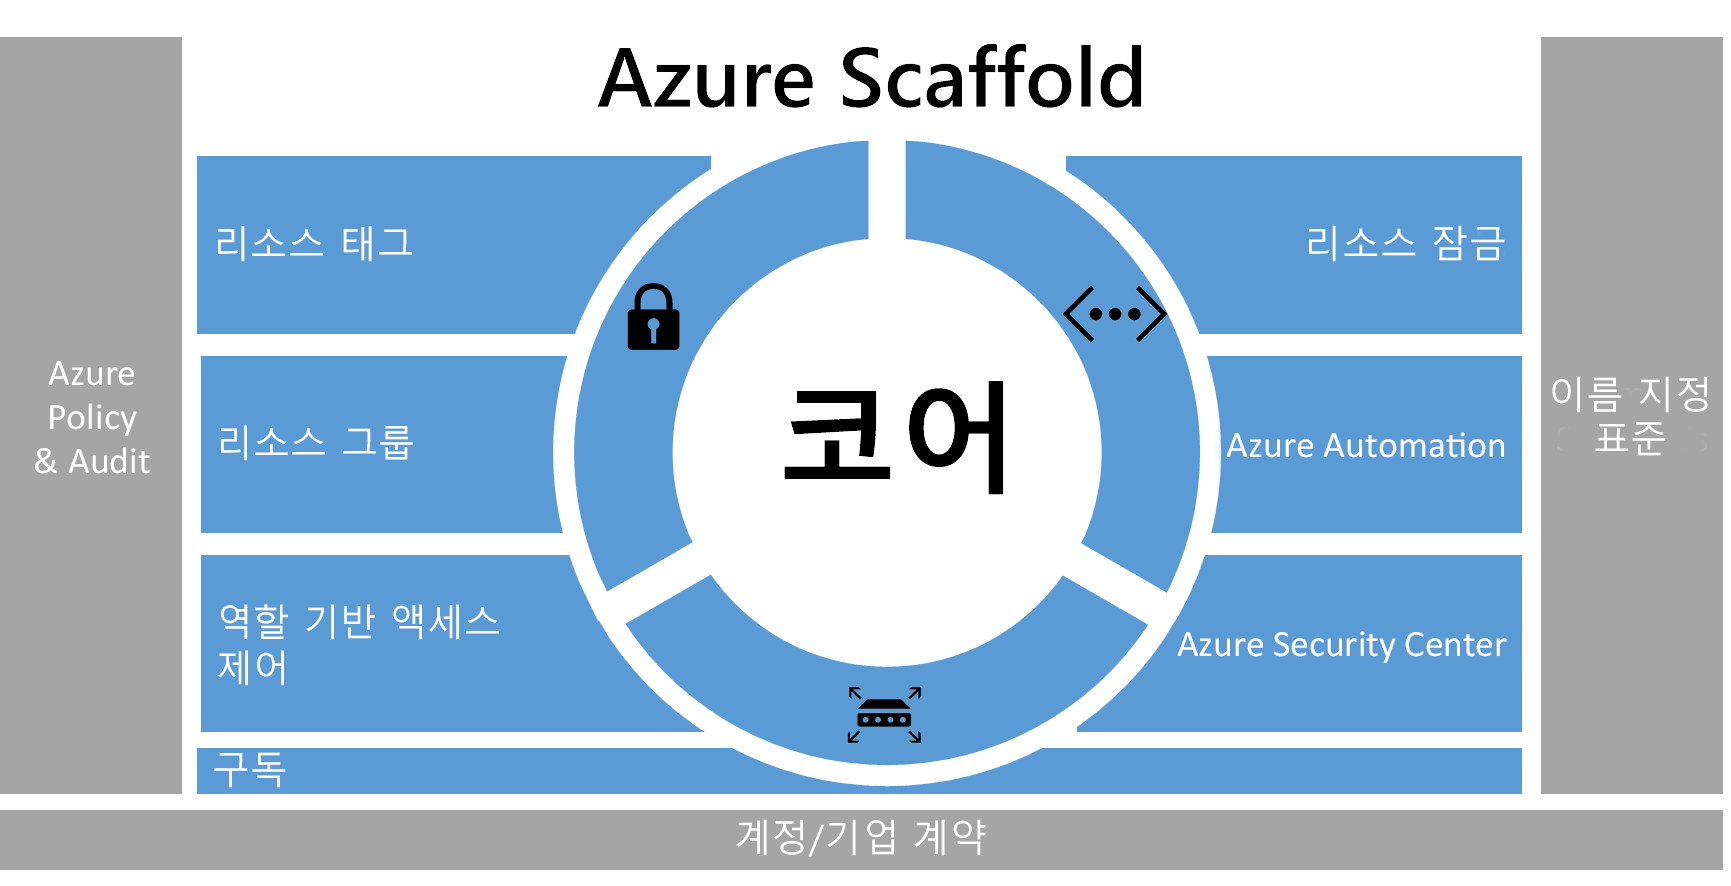 Azure Scaffold
Azure
Policy
& Audit
리소스 태그
리소스 그룹
역할 기반 액세스
제어
구독
코어
리소스 잠금
Azure Automation
Azure Security Center
이름 지정
표준
계정/기업 계약